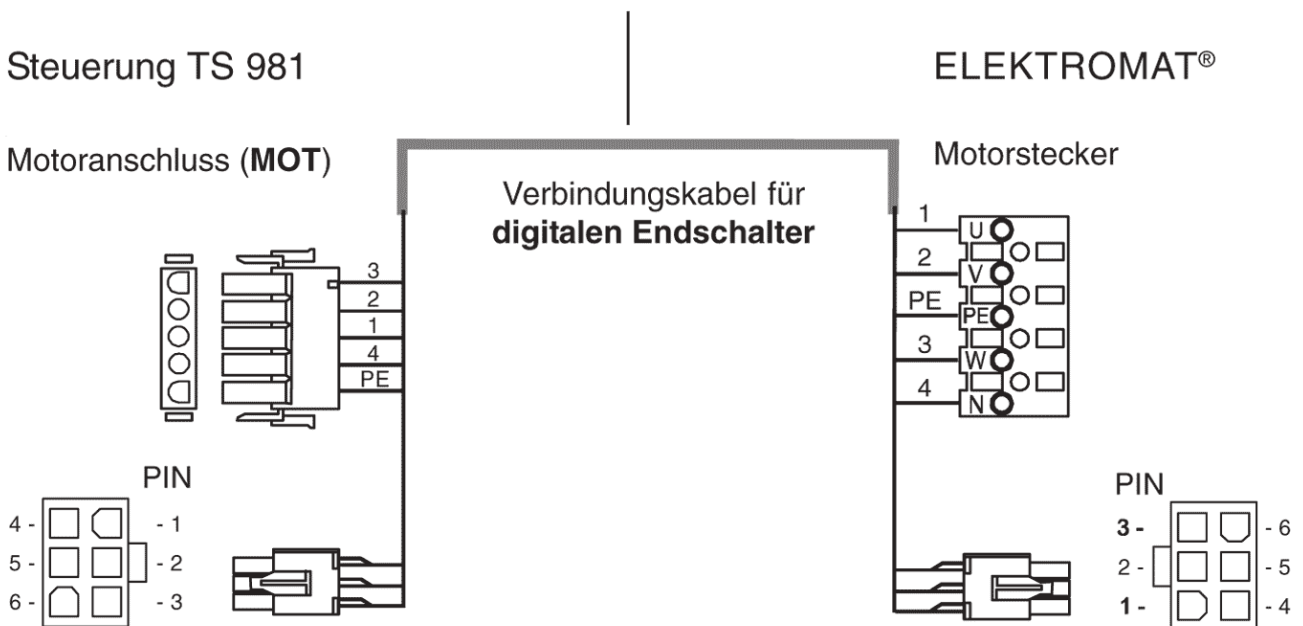 Steuerung TS 981
ELEKTROMAT®
Motoranschluss (MOT)
Motorstecker
Verbindungskabel für
digitalen Endschalter
3
2
1
4
PE
1
U
2
V
PE
PE
3
W
4
N
PIN
4 - - 1
5 - - 2
6 - - 3
PIN
3 - - 6
2 - - 5
1 - - 4